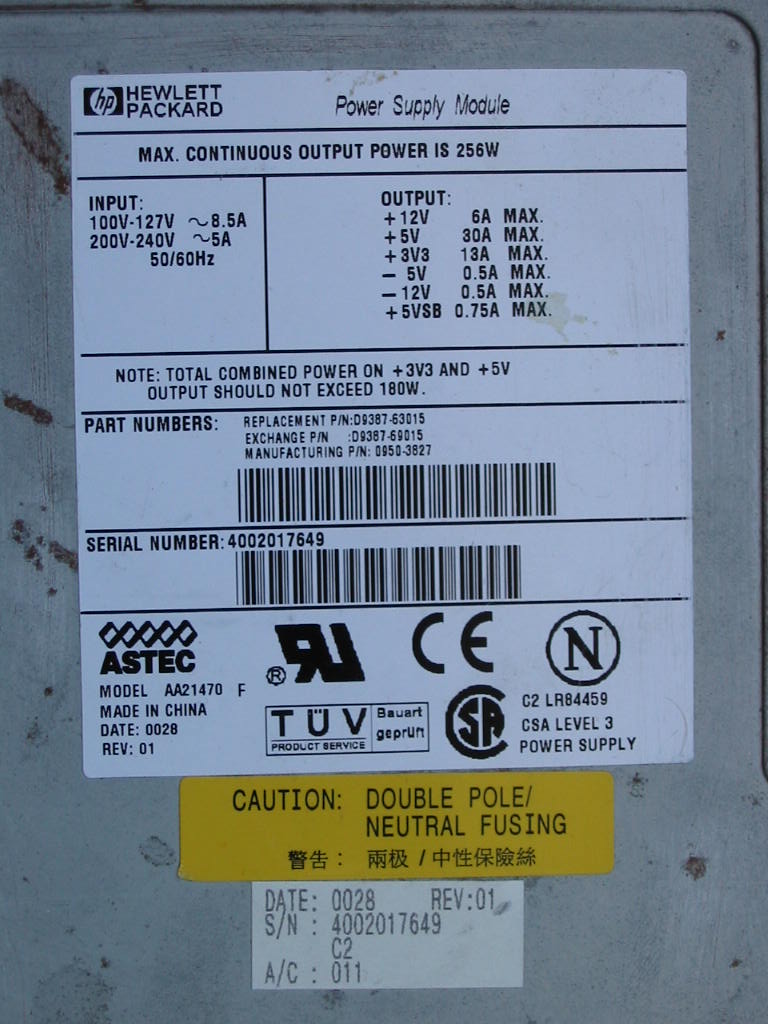 hp HEWLETT
PACKARD
Power Supply Module
MAX. CONTINUOUS OUTPUT POWER IS 256W
INPUT:
100V-127V ~8.5A
200V-240V ~5A
50/60Hz
OUTPUT:
+12V 6A MAX.
+5V 30A MAX.
+3V3 13A MAX.
- 5V 0.5A MAX.
-12V 0.5A MAX.
+5VSB 0.75A MAX.
NOTE: TOTAL COMBINED POWER ON +3V3 AND +5V
OUTPUT SHOULD NOT EXCEED 180W.
PART NUMBERS:
REPLACEMENT P/N:D9387-63015
EXCHANGE P/N :D9387-69015
MANUFACTURING P/N: 0950-3827
SERIAL NUMBER:4002017649
ASTEC
MODEL AA21470 F
MADE IN CHINA
DATE: 0028
REV: 01
RU
®
CE
N
TÜV
PRODUCT SERVICE
Bauart
geprüft
SA
C2 LR84459
CSA LEVEL 3
POWER SUPPLY
CAUTION: DOUBLE POLE/
NEUTRAL FUSING
警告： 兩极 / 中性保險絲
DATE: 0028 REV:01
S/N : 4002017649
C2
A/C : 011